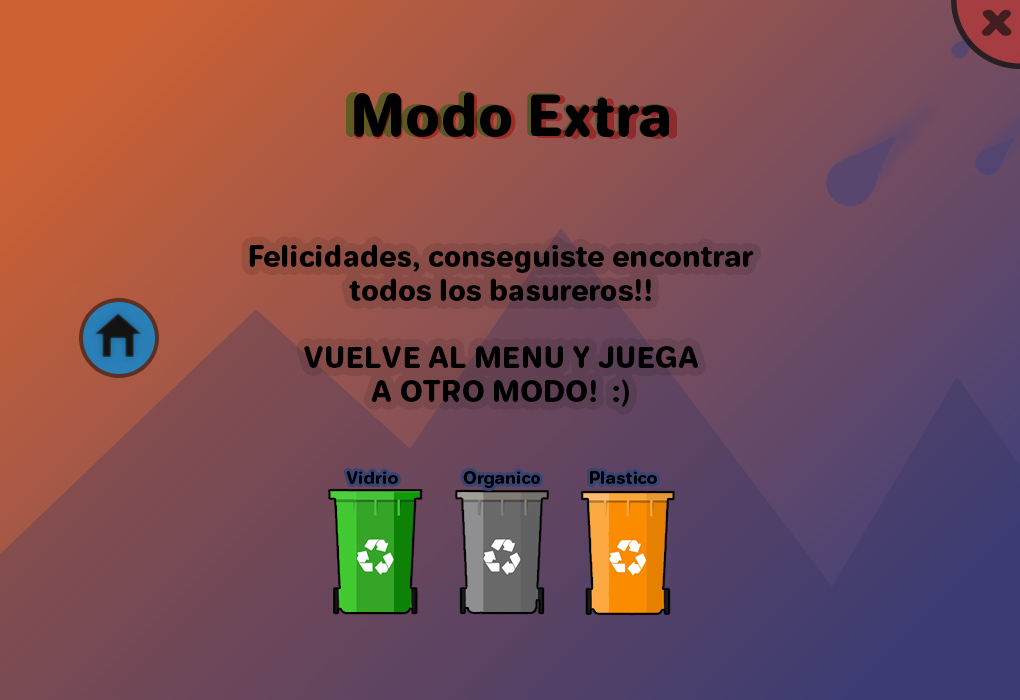 Modo Extra
Felicidades, conseguiste encontrar
todos los basureros!!
VUELVE AL MENU Y JUEGA
A OTRO MODO! :)
Vidrio
Organico
Plastico